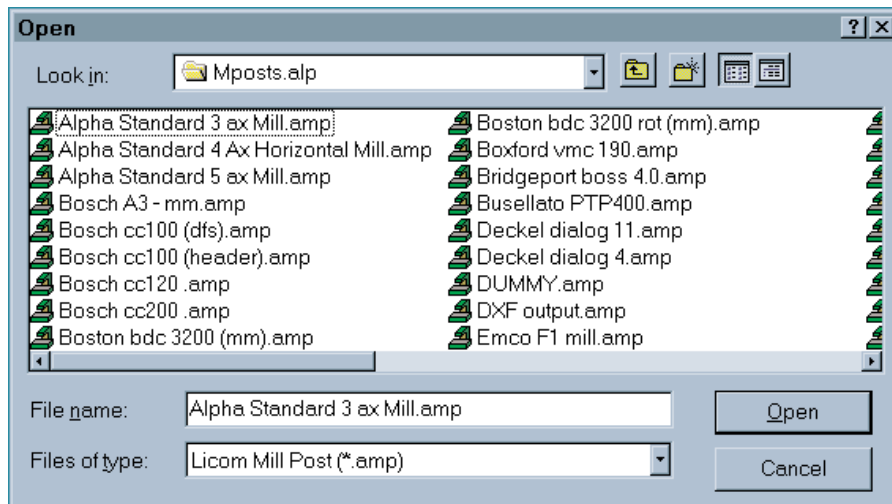 Open
Look in:
Mposts.alp
Alpha Standard 3 ax Mill.amp
Alpha Standard 4 Ax Horizontal Mill.amp
Alpha Standard 5 ax Mill.amp
Bosch A3 - mm.amp
Bosch cc100 (dfs).amp
Bosch cc100 (header).amp
Bosch cc120 .amp
Bosch cc200 .amp
Boston bdc 3200 (mm).amp
Boston bdc 3200 rot (mm).amp
Boxford vmc 190.amp
Bridgeport boss 4.0.amp
Busellato PTP400.amp
Deckel dialog 11.amp
Deckel dialog 4.amp
DUMMY.amp
DXF output.amp
Emco F1 mill.amp
File name:
Alpha Standard 3 ax Mill.amp
Open
Files of type:
Licom Mill Post (*.amp)
Cancel